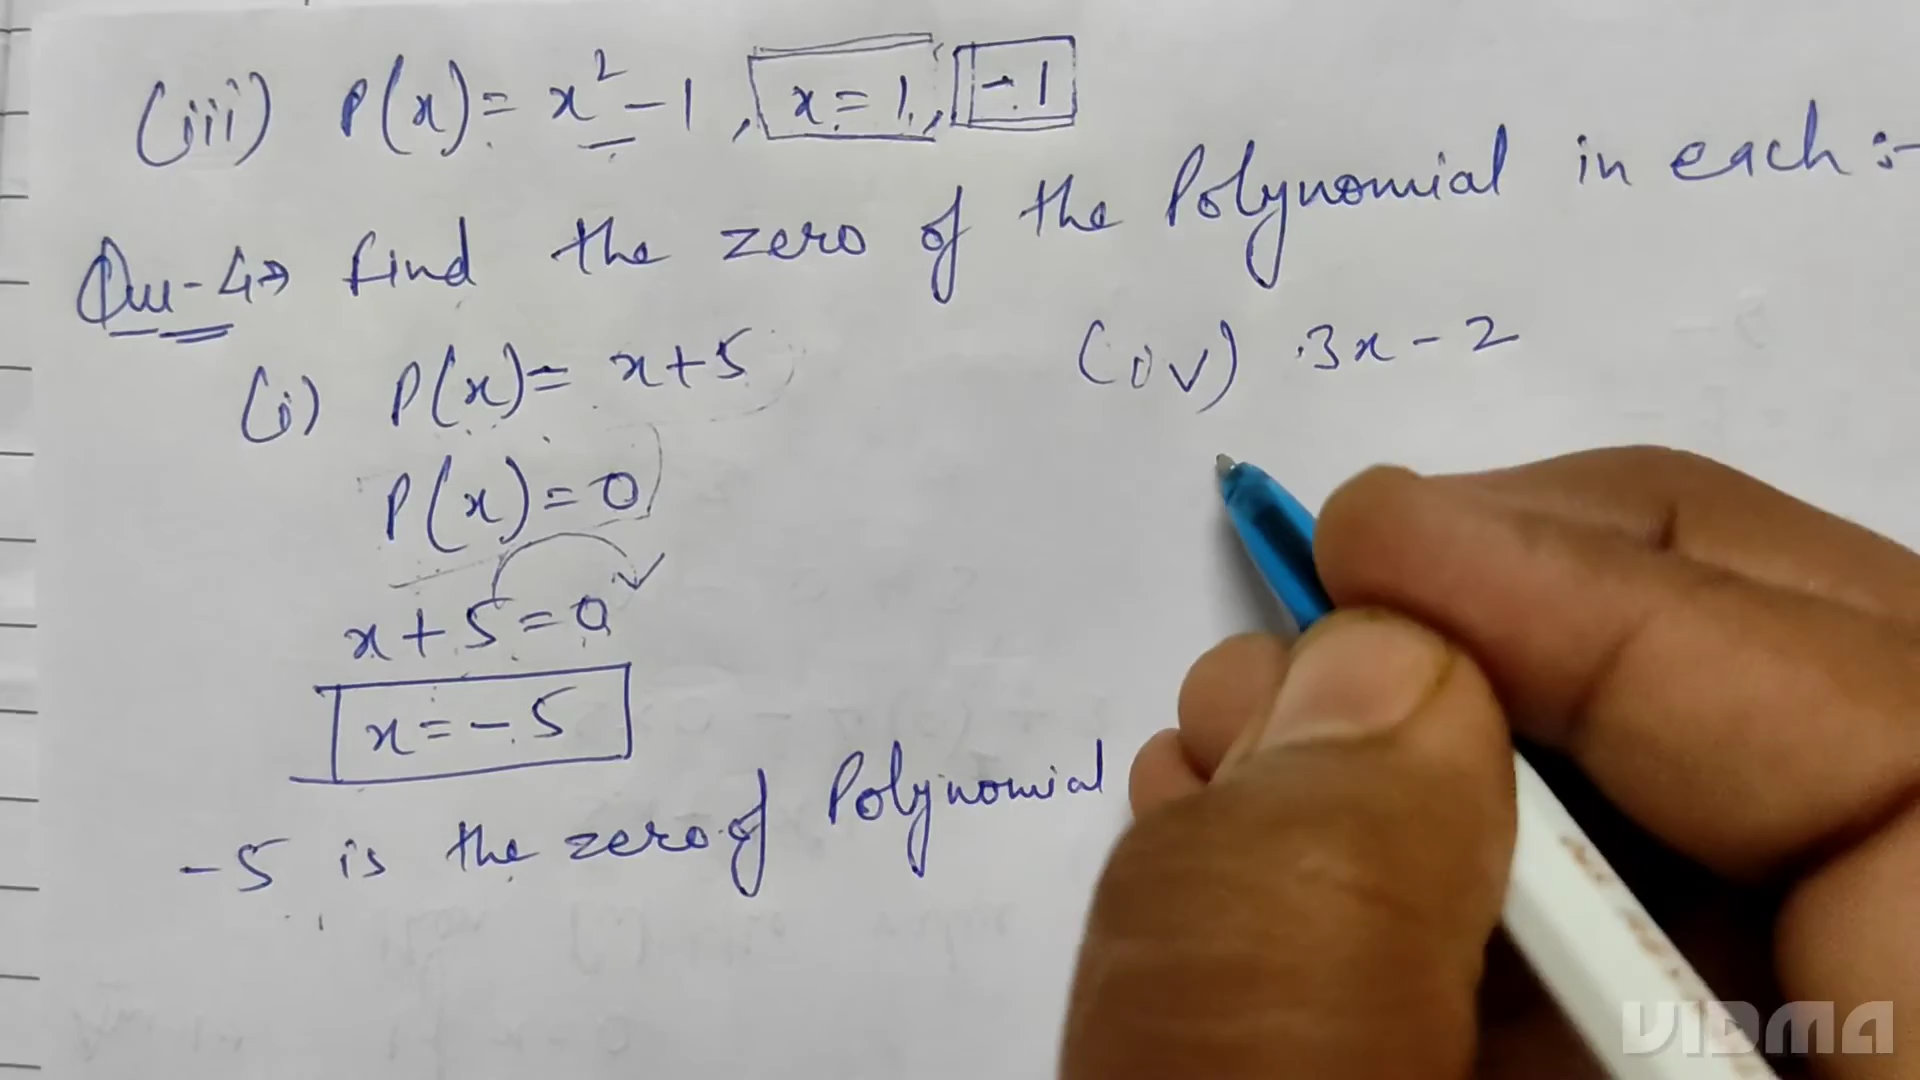 (iii) P(x) = x² - 1, x = 1, -1
Qu-4→ find the zero of the Polynomial in each :-
(i) P(x) = x+5
(iv) 3x - 2
P(x) = 0
x + 5 = 0
x = - 5
-5 is the zero of Polynomial
VIDMA